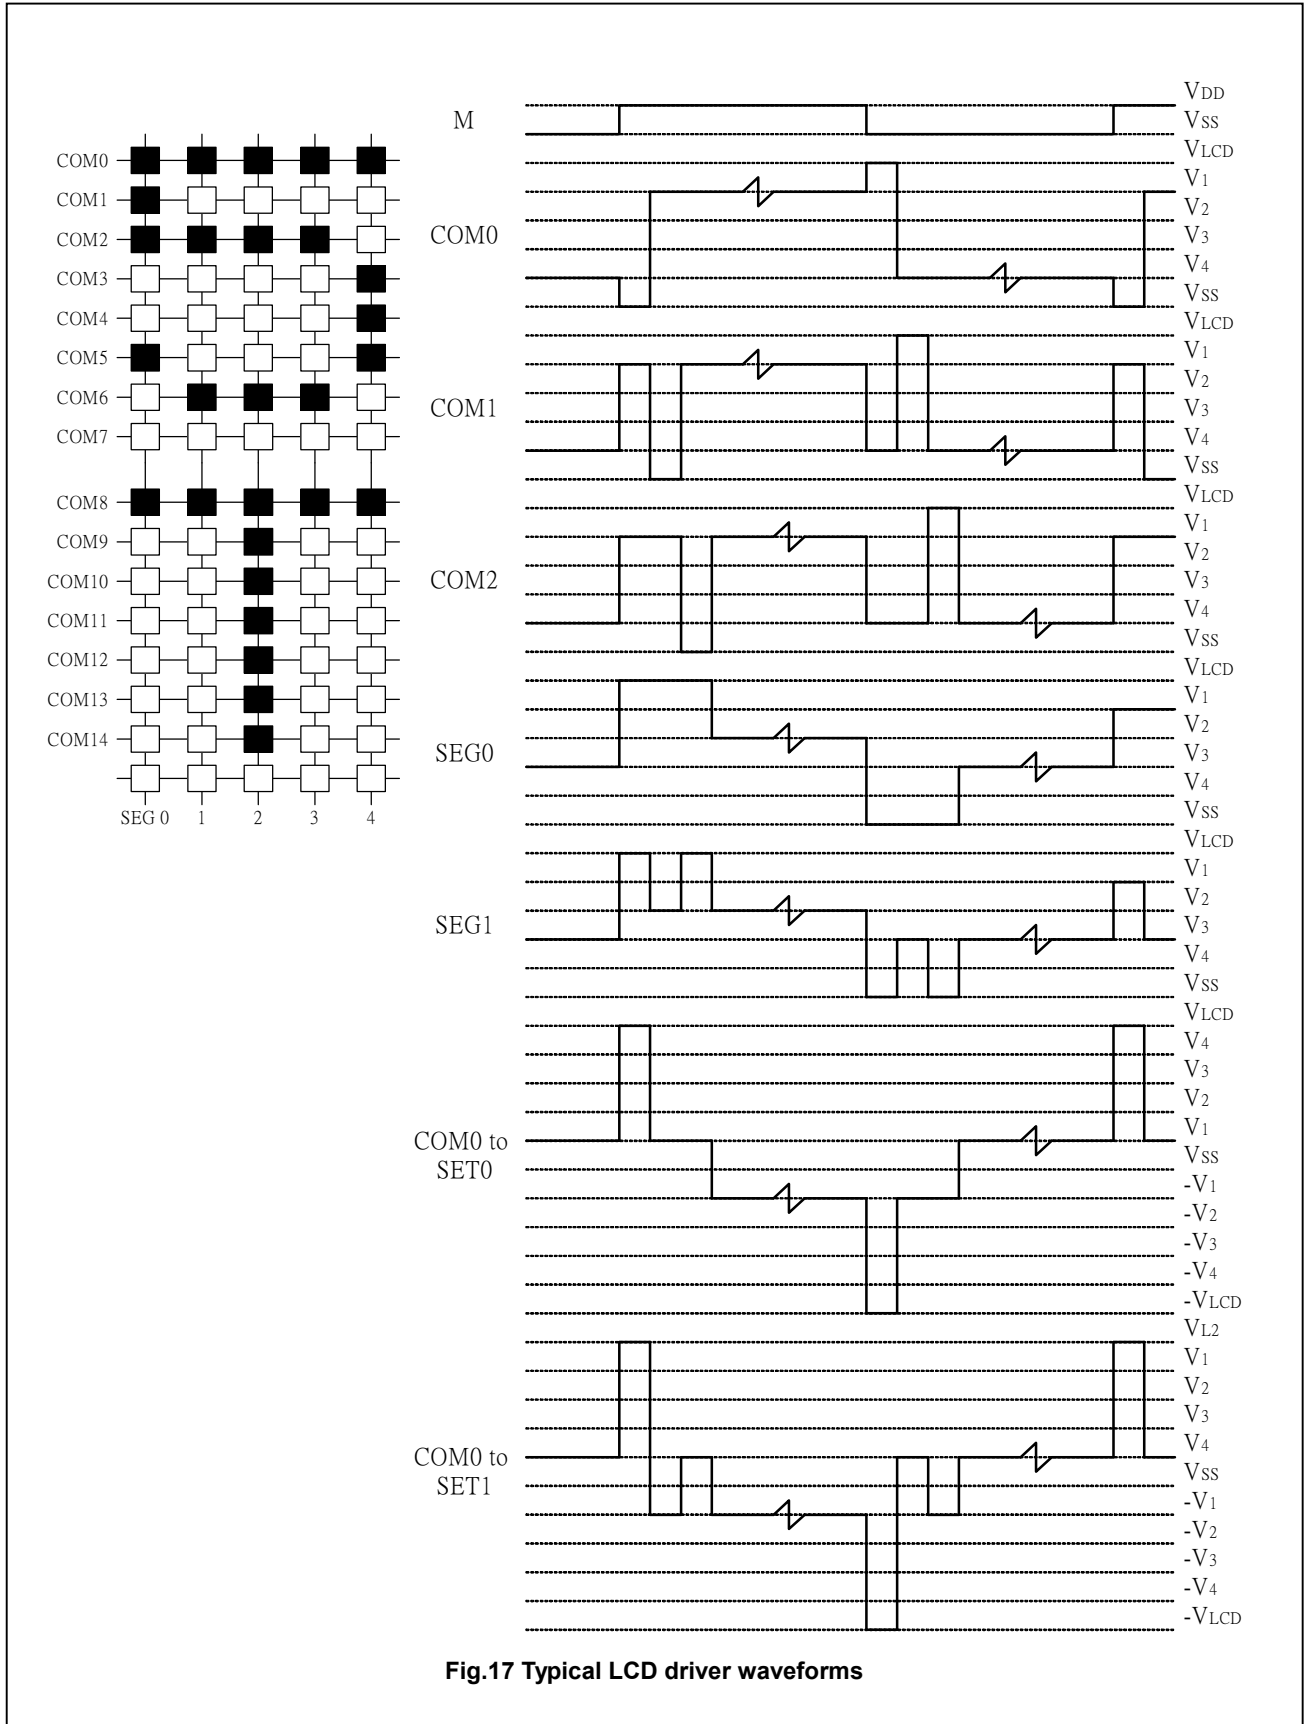 COM0
COM1
COM2
COM3
COM4
COM5
COM6
COM7
COM8
COM9
COM10
COM11
COM12
COM13
COM14
SEG 0 1 2 3 4
M
VDD
VSS
COM0
VLCD
V1
V2
V3
V4
VSS
COM1
VLCD
V1
V2
V3
V4
VSS
COM2
VLCD
V1
V2
V3
V4
VSS
SEG0
VLCD
V1
V2
V3
V4
VSS
SEG1
VLCD
V1
V2
V3
V4
VSS
COM0 to
SET0
VLCD
V4
V3
V2
V1
VSS
-V1
-V2
-V3
-V4
-VLCD
COM0 to
SET1
VL2
V1
V2
V3
V4
VSS
-V1
-V2
-V3
-V4
-VLCD
Fig.17 Typical LCD driver waveforms